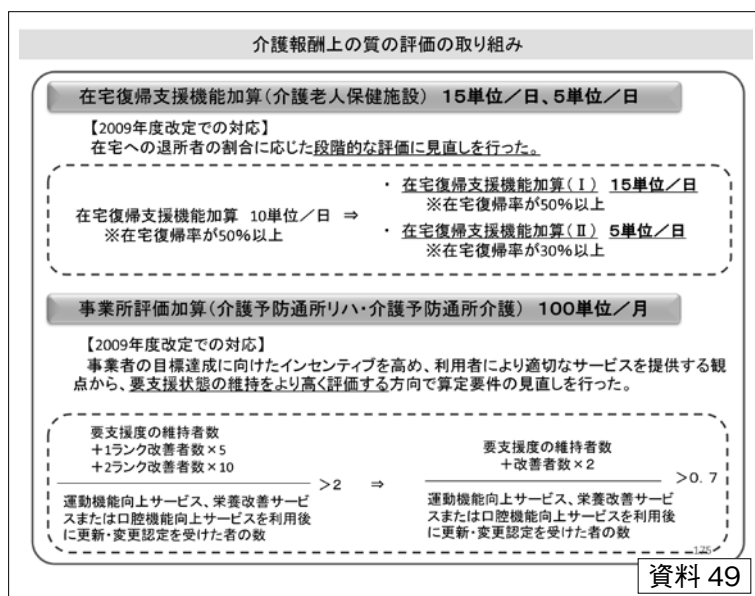 介護報酬上の質の評価の取り組み
在宅復帰支援機能加算(介護老人保健施設) 15単位/日、5単位/日
【2009年度改定での対応】
在宅への退所者の割合に応じた段階的な評価に見直しを行った。
在宅復帰支援機能加算 10単位/日 ⇒
※在宅復帰率が50%以上
・ 在宅復帰支援機能加算(Ⅰ) 15単位/日
※在宅復帰率が50%以上
・ 在宅復帰支援機能加算(Ⅱ) 5単位/日
※在宅復帰率が30%以上
事業所評価加算(介護予防通所リハ・介護予防通所介護) 100単位/月
【2009年度改定での対応】
事業者の目標達成に向けたインセンティブを高め、利用者により適切なサービスを提供する観
点から、要支援状態の維持をより高く評価する方向で算定要件の見直しを行った。
要支援度の維持者数
+1ランク改善者数×5
+2ランク改善者数×10
>2 ⇒
運動機能向上サービス、栄養改善サービ
スまたは口腔機能向上サービスを利用後
に更新・変更認定を受けた者の数
要支援度の維持者数
+改善者数×2
>0.7
運動機能向上サービス、栄養改善サービ
スまたは口腔機能向上サービスを利用後
に更新・変更認定を受けた者の数
175
資料 49